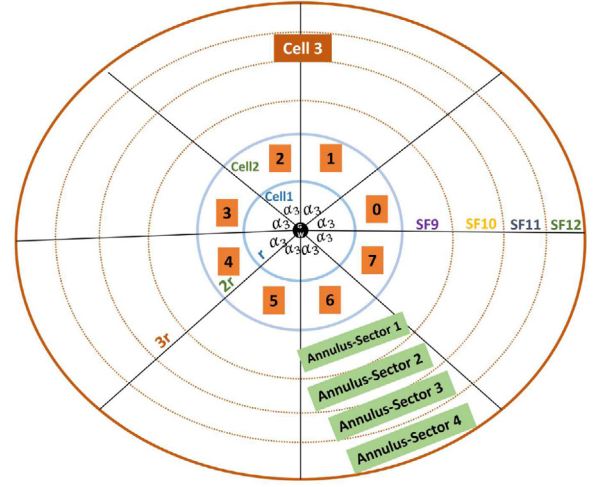 Cell 3
2
1
Cell2
Cell1
3
α3 α3
0
α3 α3
SF9
SF10
SF11
SF12
α3 α3
α3 α3
4
r
7
2r
5
6
3r
Annulus-Sector 1
Annulus-Sector 2
Annulus-Sector 3
Annulus-Sector 4